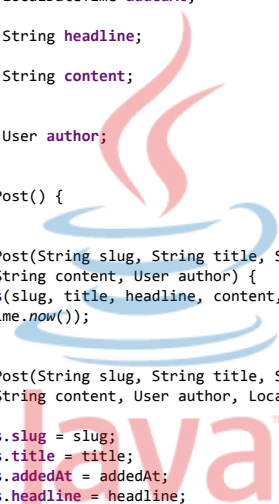 String headline;
String content;
User author;
Post() {
Post(String slug, String title, S
String content, User author) {
s(slug, title, headline, content,
ime.now());
Post(String slug, String title, S
String content, User author, Loca
s.slug = slug;
s.title = title;
s.addedAt = addedAt;
s.headline = headline;
Java